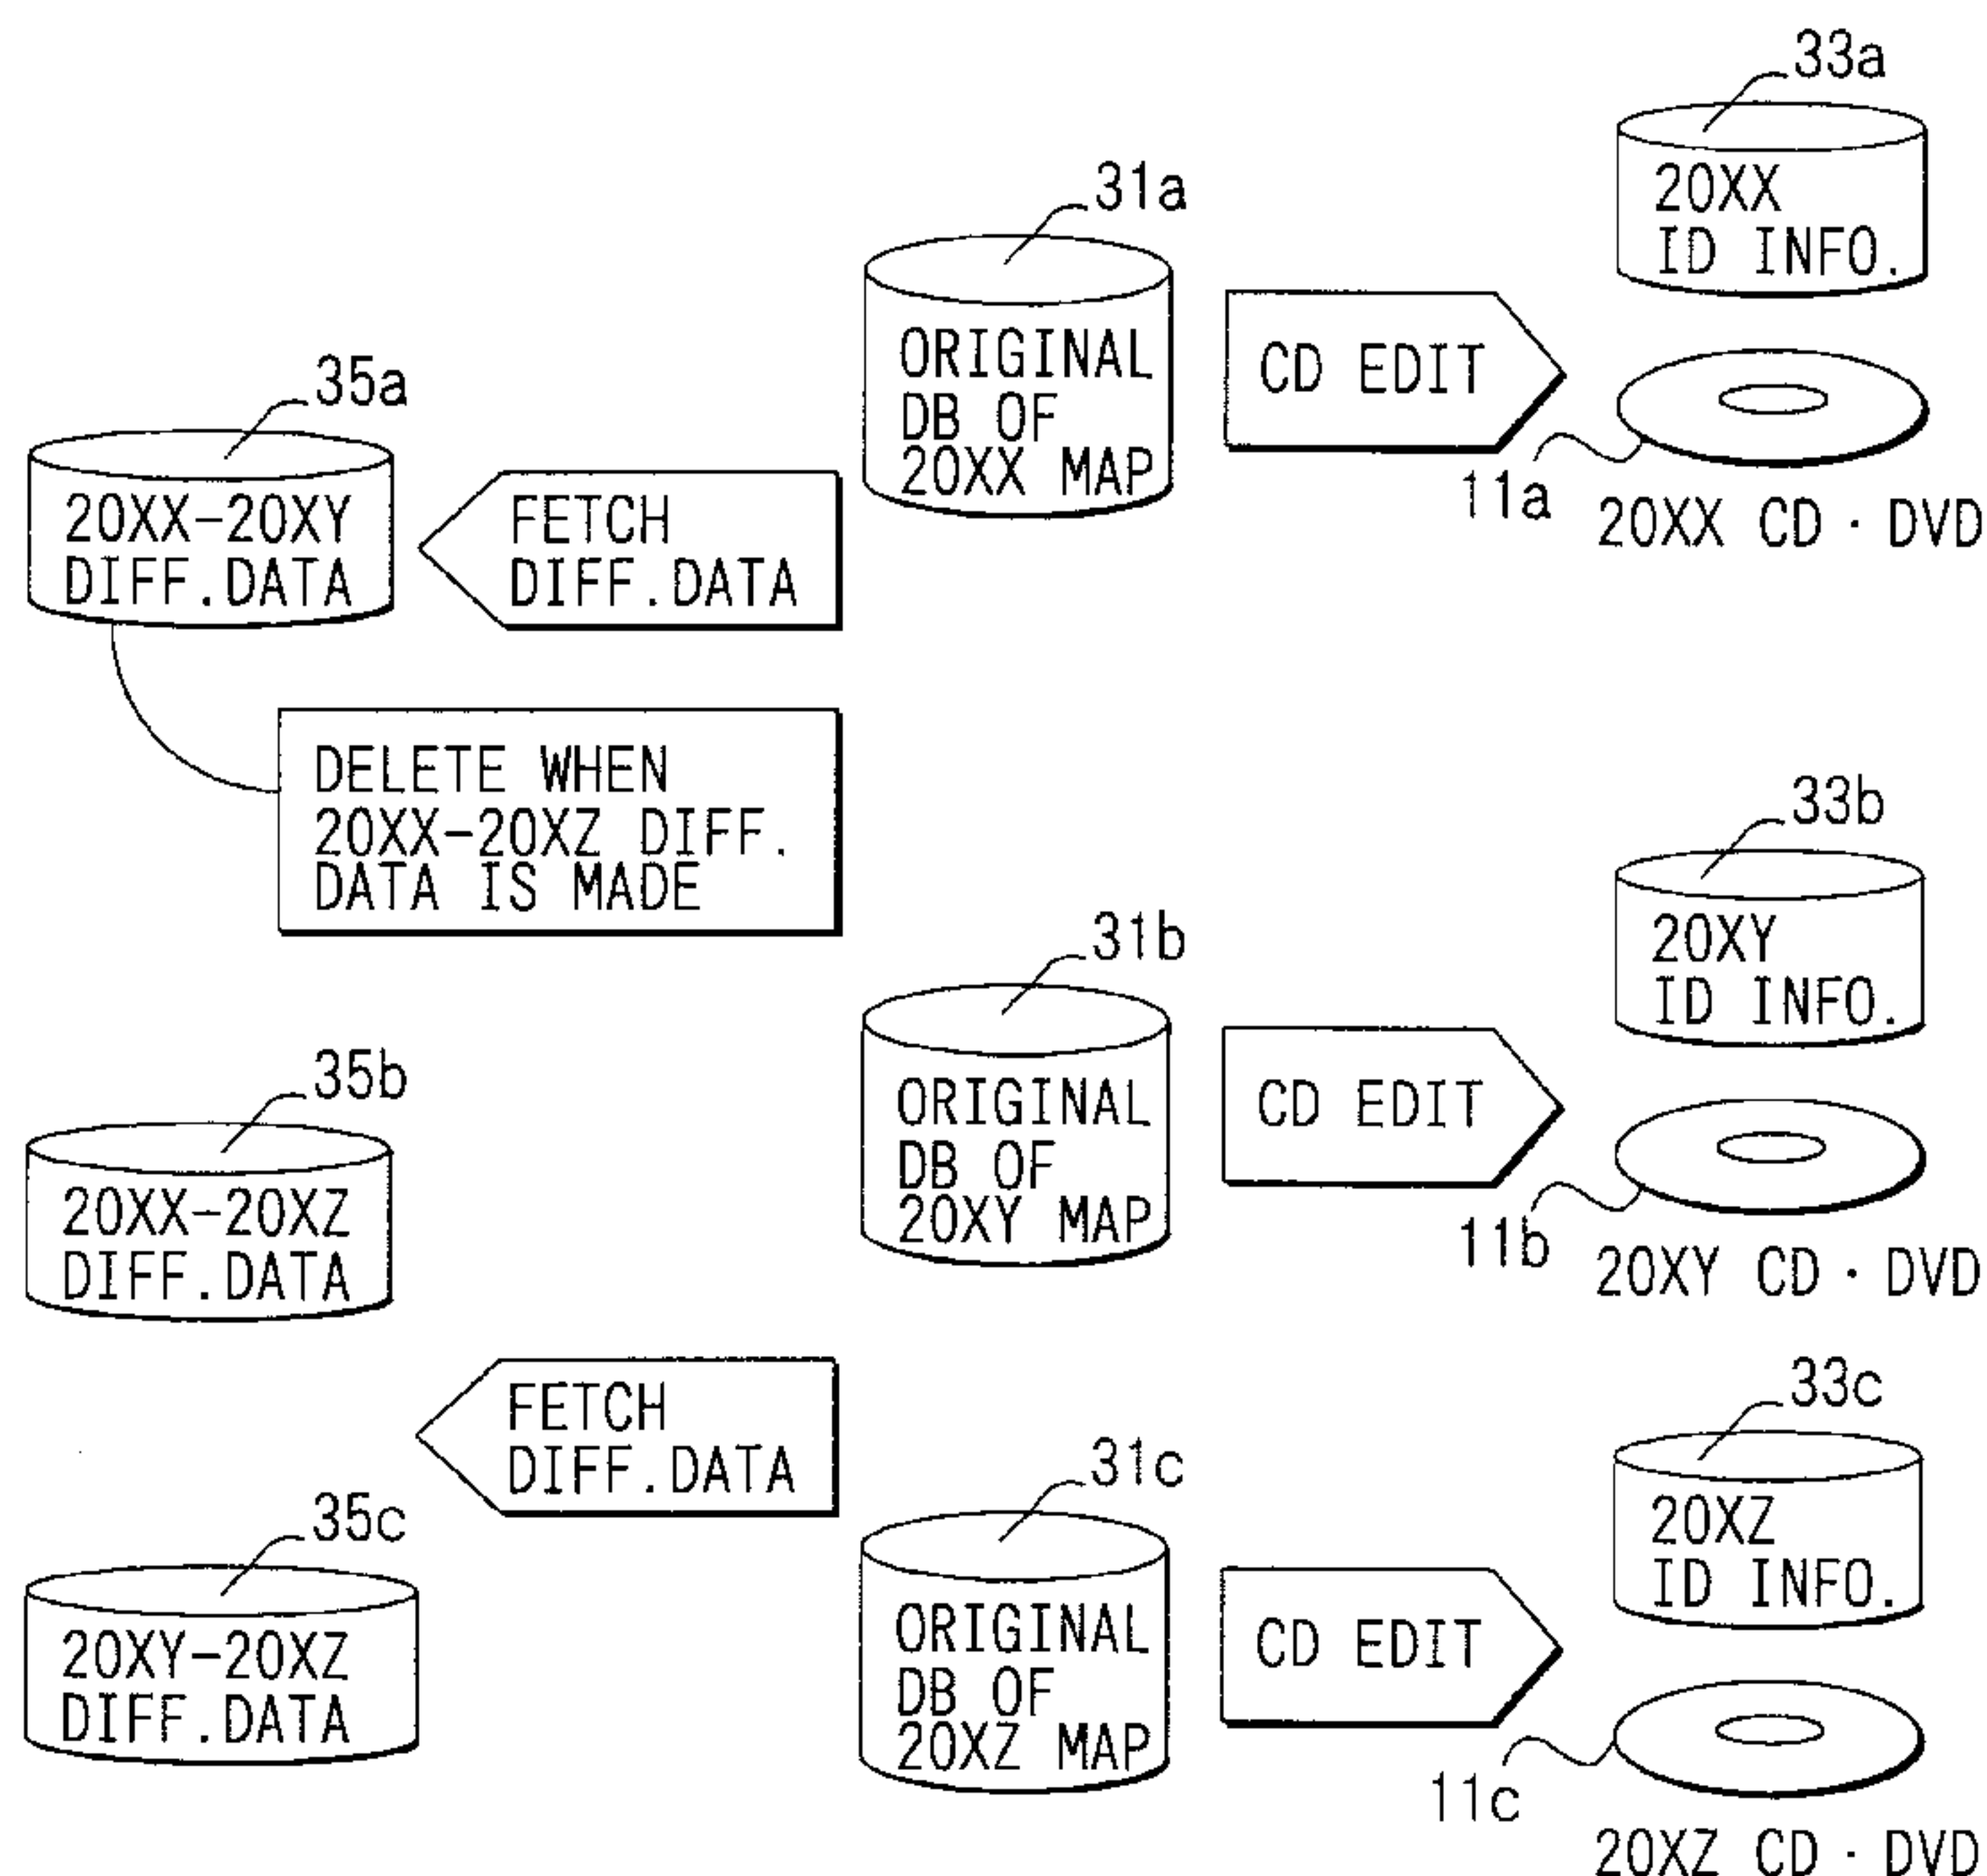 33a
20XX
ID INFO.
31a
ORIGINAL
DB OF
20XX MAP
CD EDIT
11a
20XX CD · DVD
35a
20XX-20XY
DIFF.DATA
FETCH
DIFF.DATA
DELETE WHEN
20XX-20XZ DIFF.
DATA IS MADE
33b
20XY
ID INFO.
31b
ORIGINAL
DB OF
20XY MAP
CD EDIT
11b
20XY CD · DVD
35b
20XX-20XZ
DIFF.DATA
FETCH
DIFF.DATA
33c
20XZ
ID INFO.
31c
ORIGINAL
DB OF
20XZ MAP
CD EDIT
11c
20XZ CD · DVD
35c
20XY-20XZ
DIFF.DATA